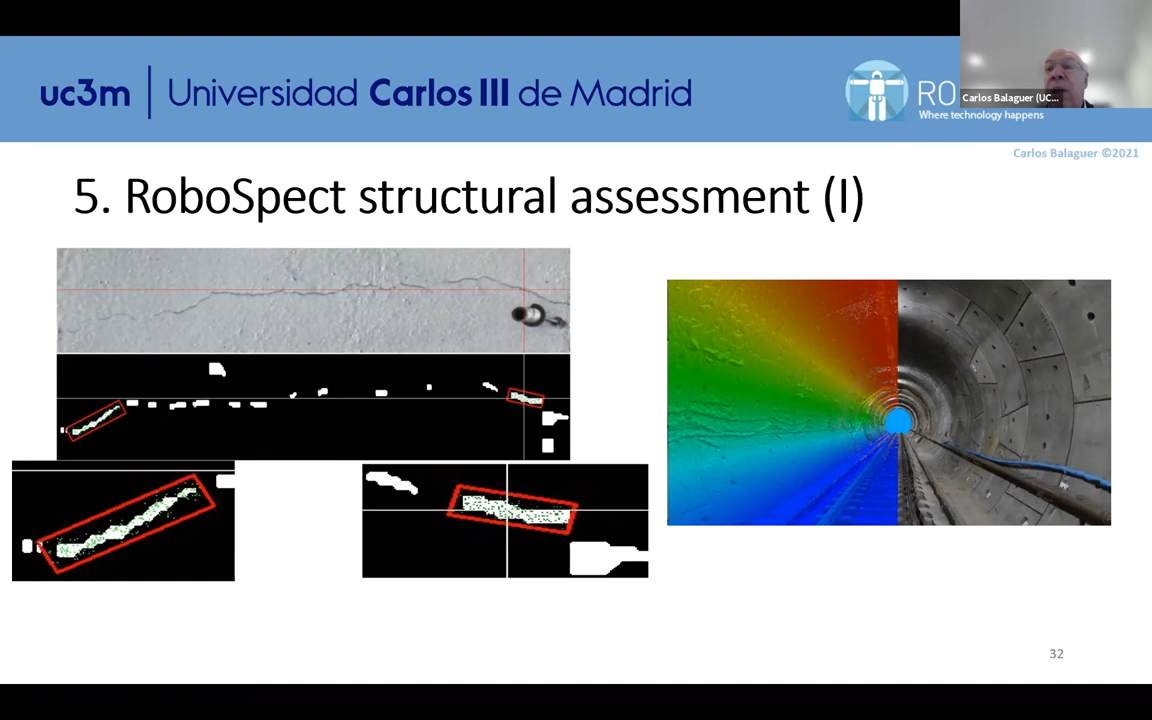 uc3m | Universidad Carlos III de Madrid
RO
Where technology happens
Carlos Balaguer (UC...
Carlos Balaguer ©2021
5. RoboSpect structural assessment (I)
32